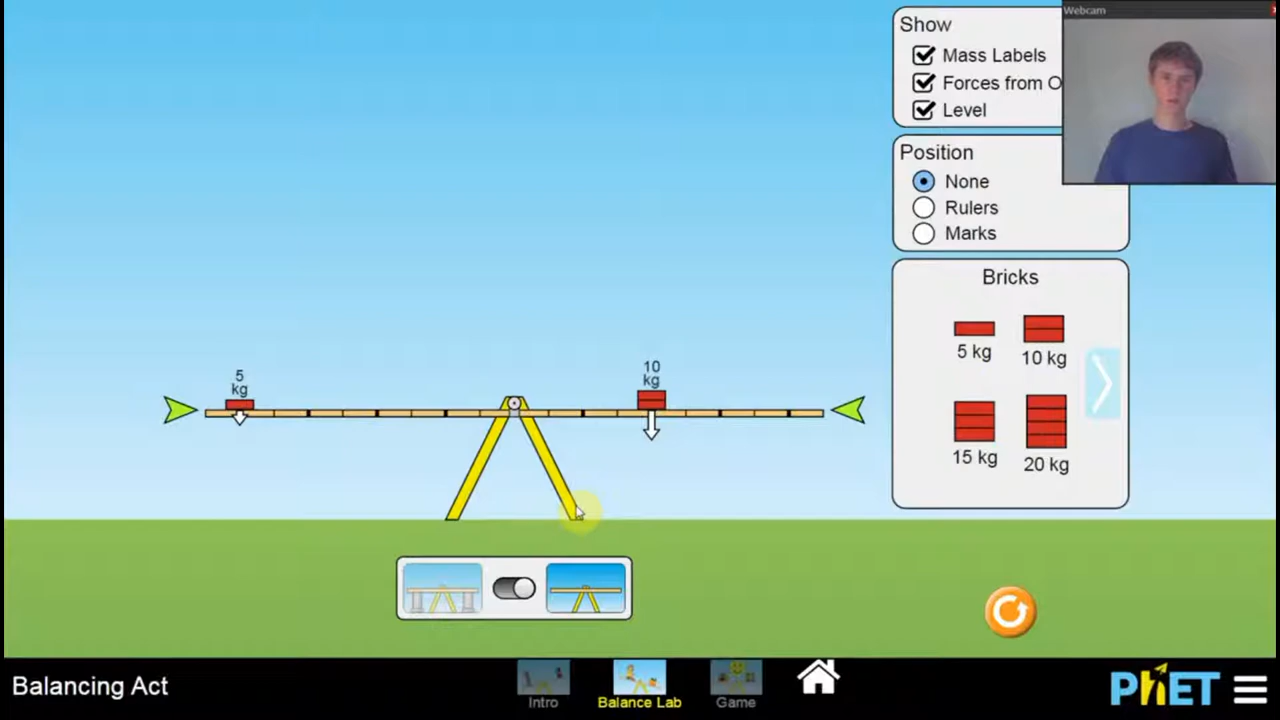 Webcam
Show
Mass Labels
Forces from O
Level
Position
None
Rulers
Marks
Bricks
5 kg
10 kg
15 kg
20 kg
5
kg
10
kg
Balancing Act
Intro
Balance Lab
Game
PhET